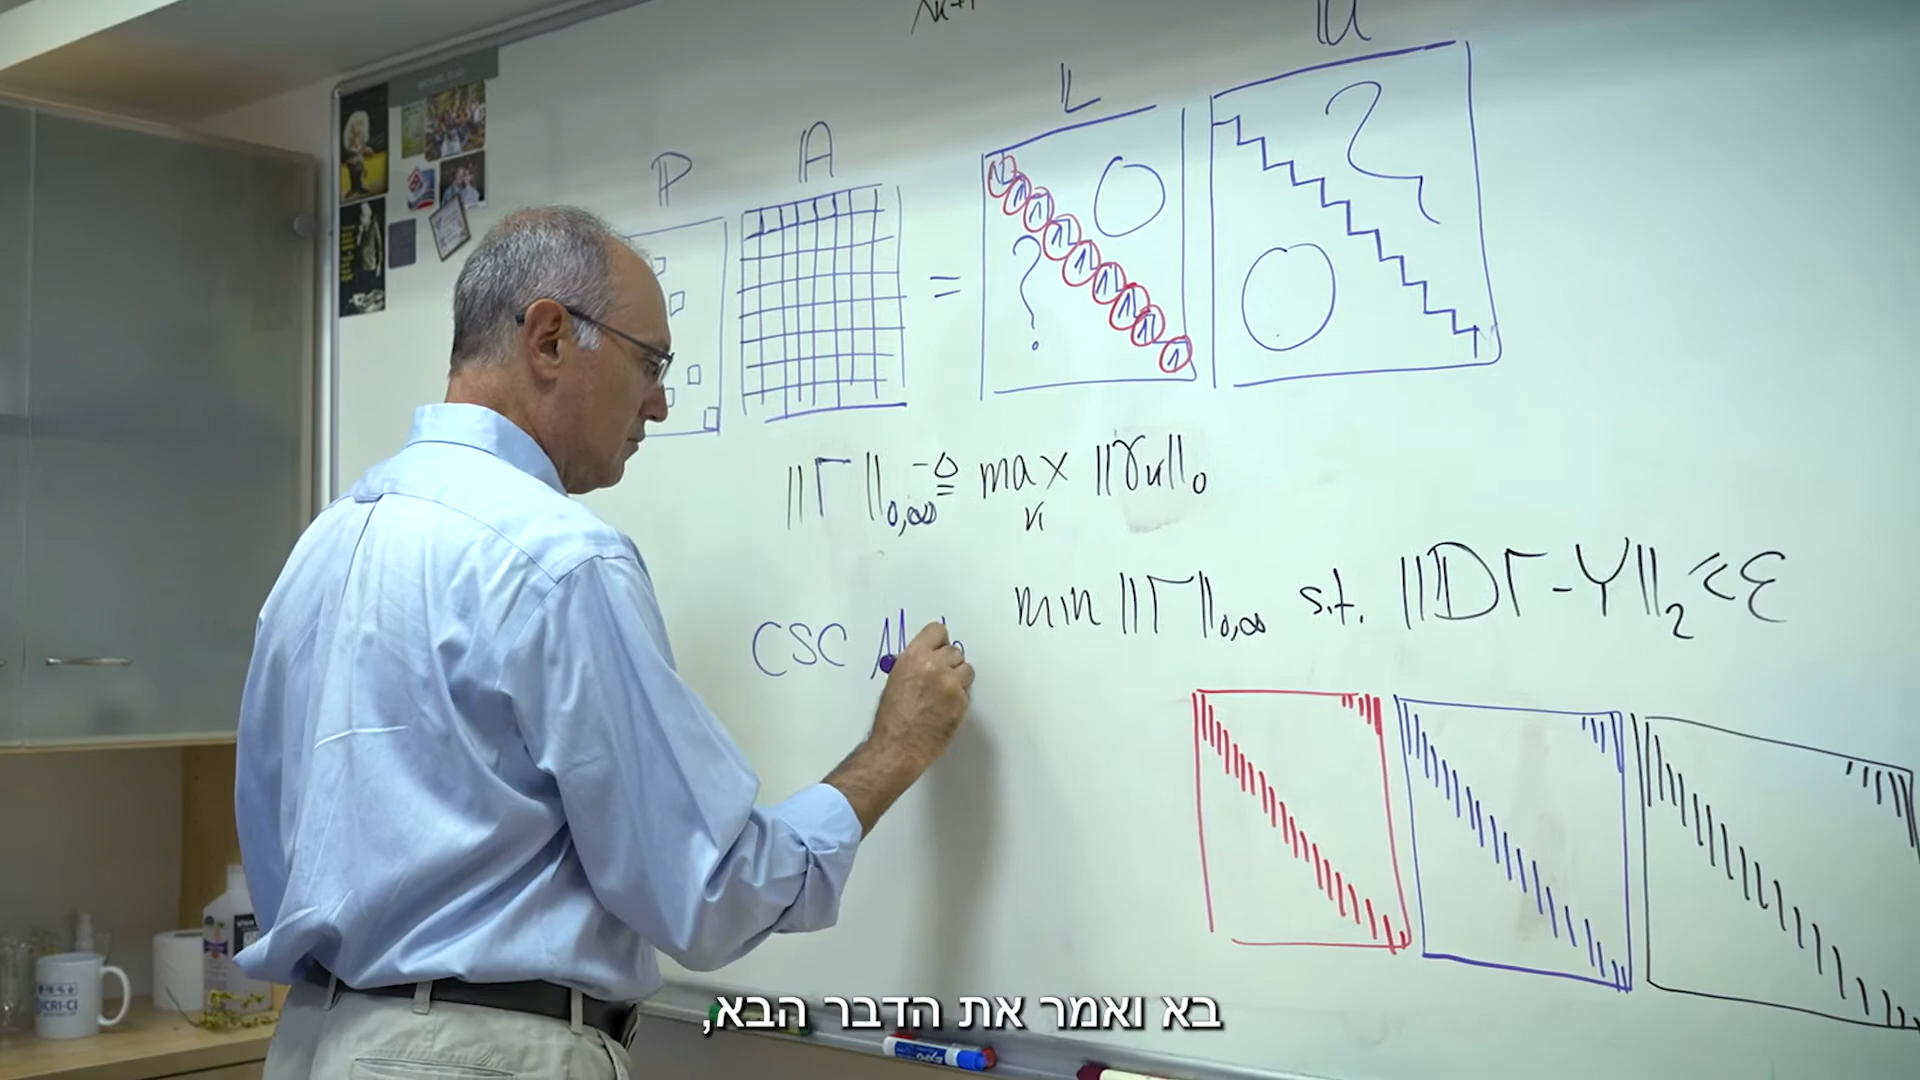 P A L U
=
?
‖Γ‖₀,∞ ≜ max ‖γᵢ‖₀
i
min ‖Γ‖₀,∞ s.t. ‖DΓ-Y‖₂ ≤ ε
CSC
בא ואמר את הדבר הבא,